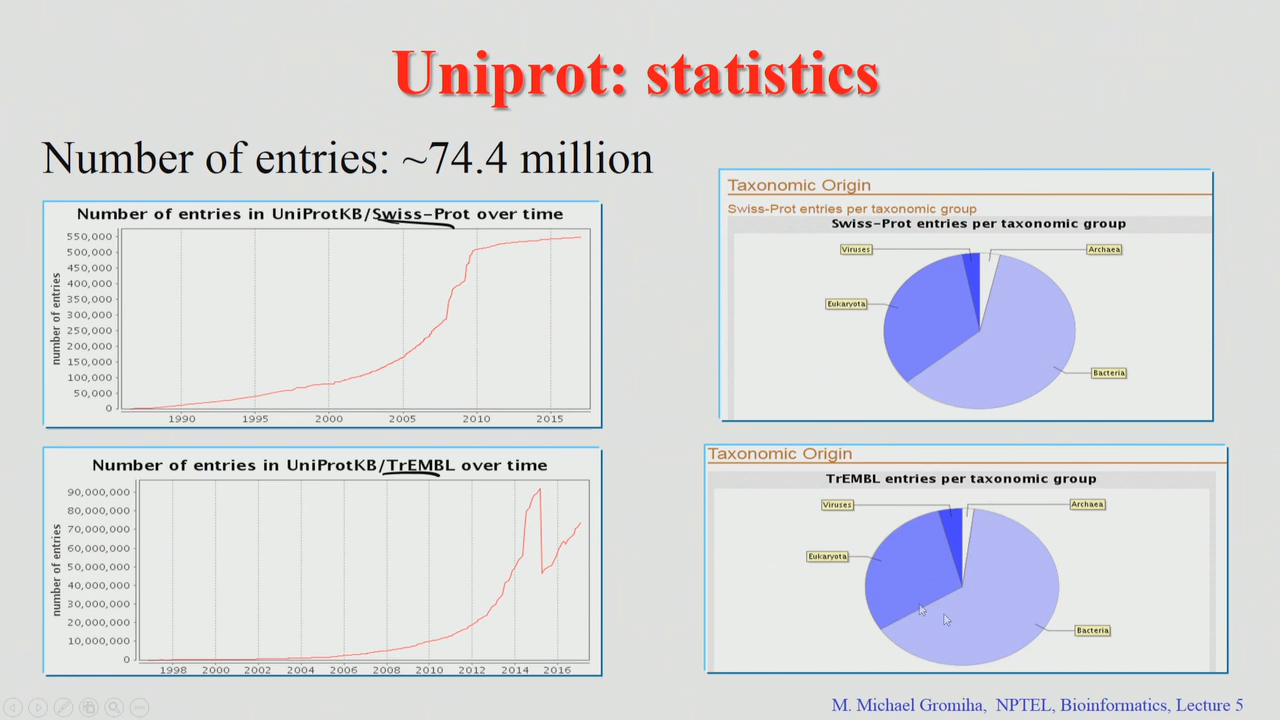 Uniprot: statistics
Number of entries: ~74.4 million
Number of entries in UniProtKB/Swiss-Prot over time
number of entries
550,000
500,000
450,000
400,000
350,000
300,000
250,000
200,000
150,000
100,000
50,000
0
1990 1995 2000 2005 2010 2015
Number of entries in UniProtKB/TrEMBL over time
number of entries
90,000,000
80,000,000
70,000,000
60,000,000
50,000,000
40,000,000
30,000,000
20,000,000
10,000,000
0
1998 2000 2002 2004 2006 2008 2010 2012 2014 2016
Taxonomic Origin
Swiss-Prot entries per taxonomic group
Swiss-Prot entries per taxonomic group
Viruses Archaea
Eukaryota
Bacteria
Taxonomic Origin
TrEMBL entries per taxonomic group
Viruses Archaea
Eukaryota
Bacteria
M. Michael Gromiha, NPTEL, Bioinformatics, Lecture 5